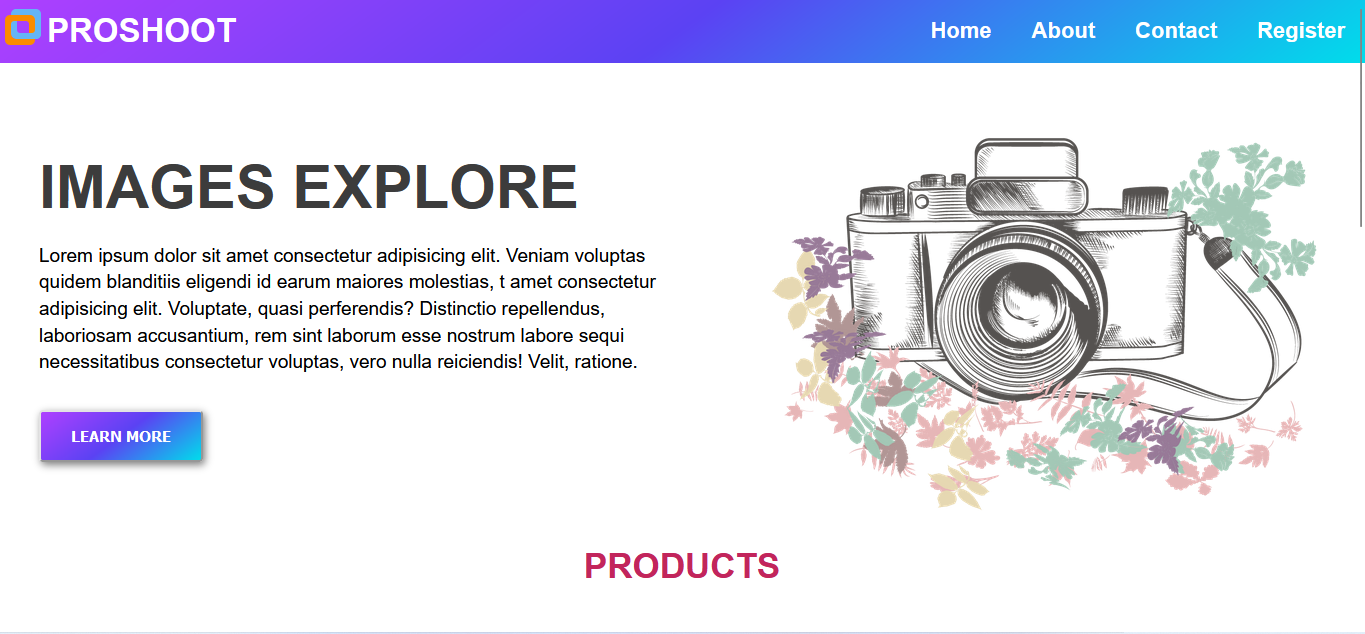 PROSHOOT
Home About Contact Register
IMAGES EXPLORE
Lorem ipsum dolor sit amet consectetur adipisicing elit. Veniam voluptas
quidem blanditiis eligendi id earum maiores molestias, t amet consectetur
adipisicing elit. Voluptate, quasi perferendis? Distinctio repellendus,
laboriosam accusantium, rem sint laborum esse nostrum labore sequi
necessitatibus consectetur voluptas, vero nulla reiciendis! Velit, ratione.
LEARN MORE
PRODUCTS